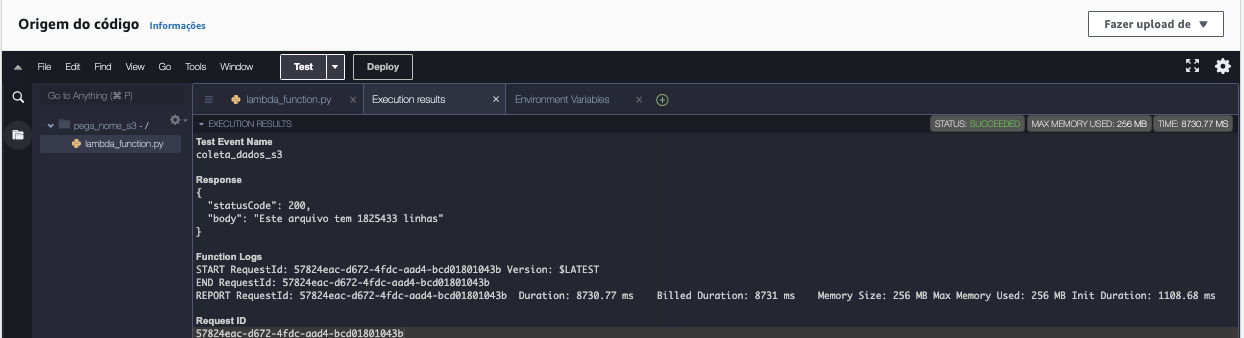 Origem do código Informações
Fazer upload de ▼
File Edit Find View Go Tools Window Test Deploy
Go to Anything (⌘ P)
lambda_function.py × Execution results × Environment Variables ×
pega_nome_s3 - /
lambda_function.py
EXECUTION RESULTS STATUS: SUCCEEDED MAX MEMORY USED: 256 MB TIME: 8730.77 MS
Test Event Name
coleta_dados_s3
Response
{
"statusCode": 200,
"body": "Este arquivo tem 1825433 linhas"
}
Function Logs
START RequestId: 57824eac-d672-4fdc-aad4-bcd01801043b Version: $LATEST
END RequestId: 57824eac-d672-4fdc-aad4-bcd01801043b
REPORT RequestId: 57824eac-d672-4fdc-aad4-bcd01801043b Duration: 8730.77 ms Billed Duration: 8731 ms Memory Size: 256 MB Max Memory Used: 256 MB Init Duration: 1108.68 ms
Request ID
57824eac-d672-4fdc-aad4-bcd01801043b